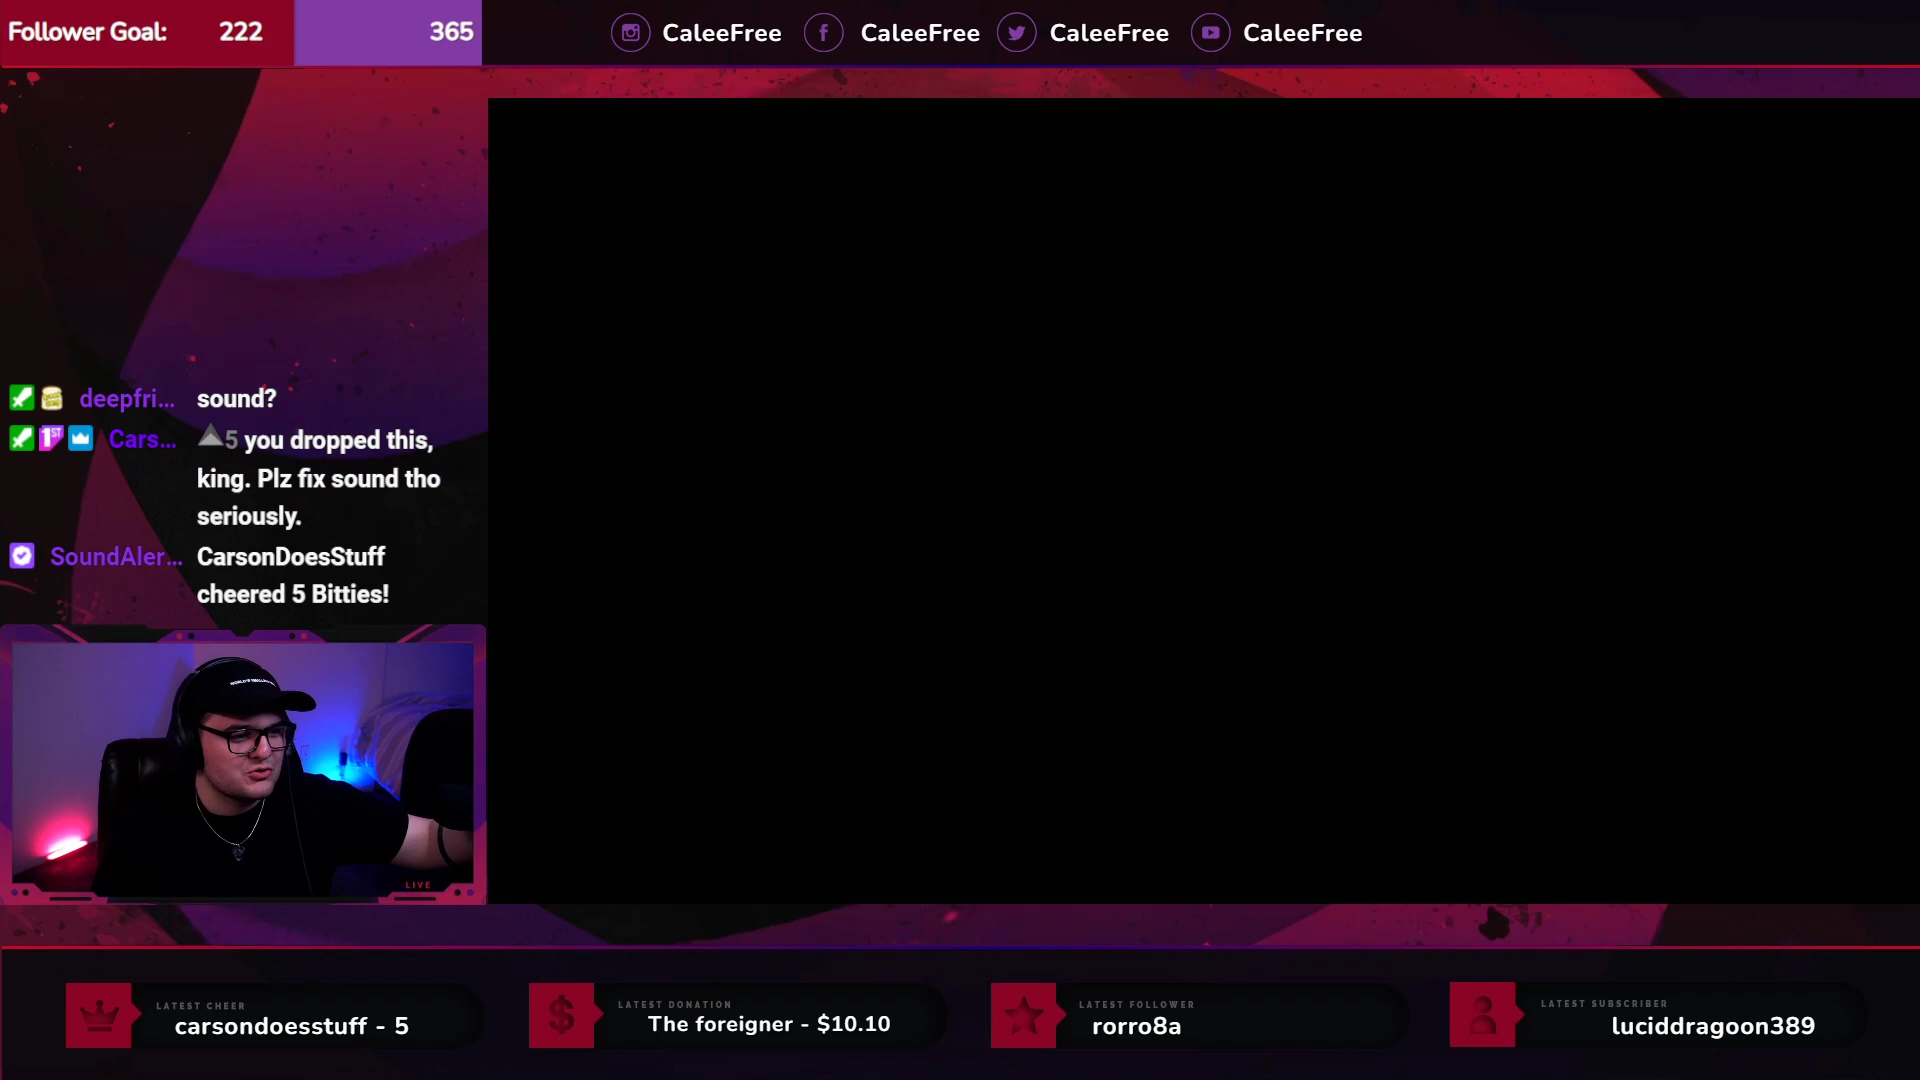 Follower Goal: 222 365
CaleeFree CaleeFree CaleeFree CaleeFree
deepfri... sound?
Cars... 5 you dropped this,
king. Plz fix sound tho
seriously.
SoundAler... CarsonDoesStuff
cheered 5 Bitties!
LIVE
LATEST CHEER
carsondoesstuff - 5
LATEST DONATION
The foreigner - $10.10
LATEST FOLLOWER
rorro8a
LATEST SUBSCRIBER
luciddragoon389